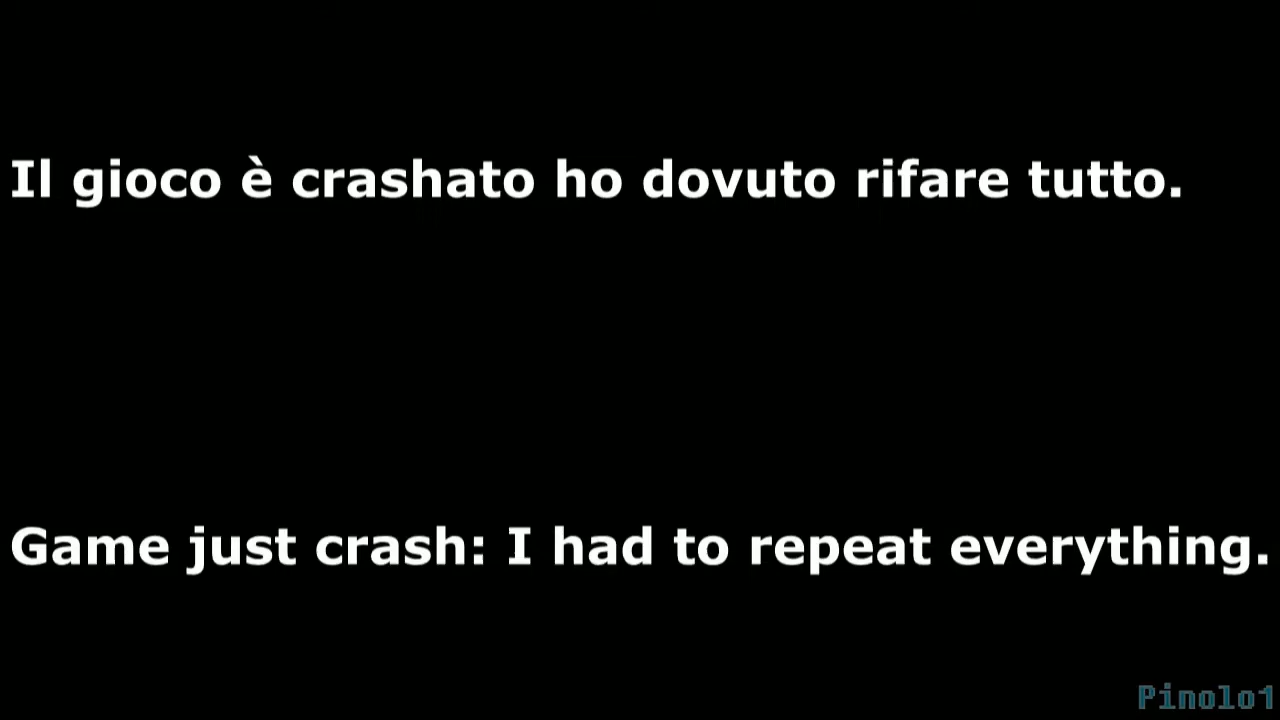 Il gioco è crashato ho dovuto rifare tutto.
Game just crash: I had to repeat everything.
Pinolo1